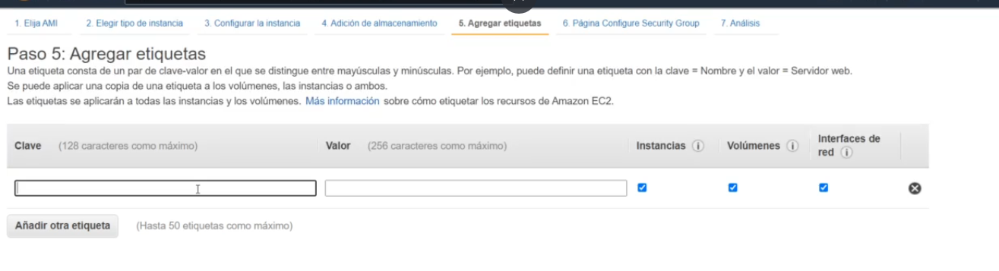 1. Elija AMI 2. Elegir tipo de instancia 3. Configurar la instancia 4. Adición de almacenamiento 5. Agregar etiquetas 6. Página Configure Security Group 7. Análisis
Paso 5: Agregar etiquetas
Una etiqueta consta de un par de clave-valor en el que se distingue entre mayúsculas y minúsculas. Por ejemplo, puede definir una etiqueta con la clave = Nombre y el valor = Servidor web.
Se puede aplicar una copia de una etiqueta a los volúmenes, las instancias o ambos.
Las etiquetas se aplicarán a todas las instancias y los volúmenes. Más información sobre cómo etiquetar los recursos de Amazon EC2.
Clave (128 caracteres como máximo) Valor (256 caracteres como máximo) Instancias Volúmenes Interfaces de
red
Añadir otra etiqueta (Hasta 50 etiquetas como máximo)